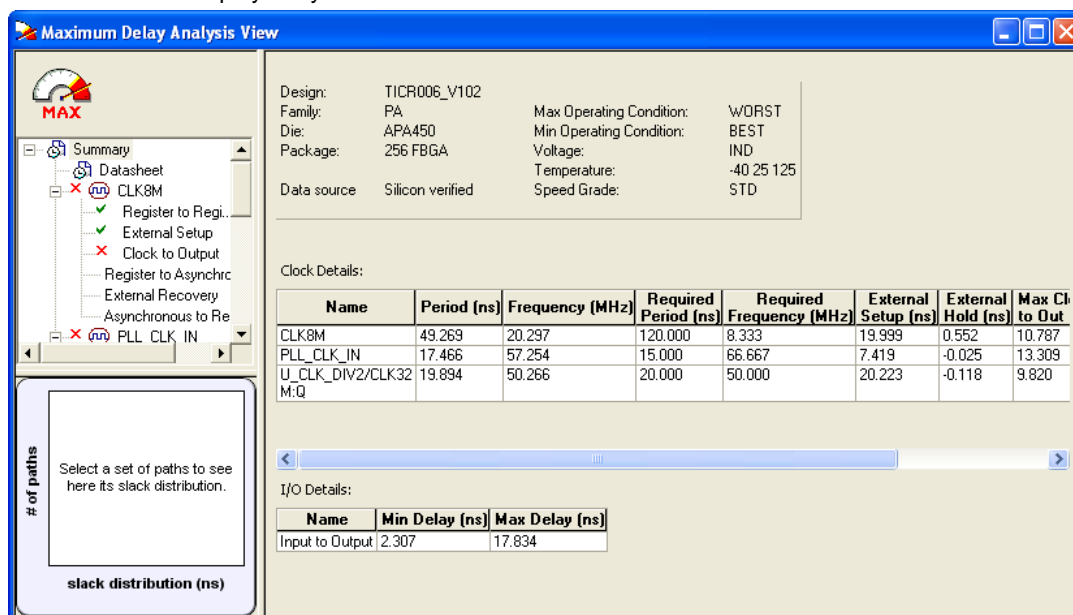 Maximum Delay Analysis View
MAX
Summary
Datasheet
CLK8M
Register to Regi...
External Setup
Clock to Output
Register to Asynchrc
External Recovery
Asynchronous to Re
PLL_CLK_IN
# of paths
Select a set of paths to see
here its slack distribution.
slack distribution (ns)
Design: TICR006_V102
Family: PA Max Operating Condition: WORST
Die: APA450 Min Operating Condition: BEST
Package: 256 FBGA Voltage: IND
Temperature: -40 25 125
Data source Silicon verified Speed Grade: STD
Clock Details:
Name Period (ns) Frequency (MHz) Required Period (ns) Required Frequency (MHz) External Setup (ns) External Hold (ns) Max Cl to Out
CLK8M 49.269 20.297 120.000 8.333 19.999 0.552 10.787
PLL_CLK_IN 17.466 57.254 15.000 66.667 7.419 -0.025 13.309
U_CLK_DIV2/CLK32 19.894 50.266 20.000 50.000 20.223 -0.118 9.820
M:Q
I/O Details:
Name Min Delay (ns) Max Delay (ns)
Input to Output 2.307 17.834